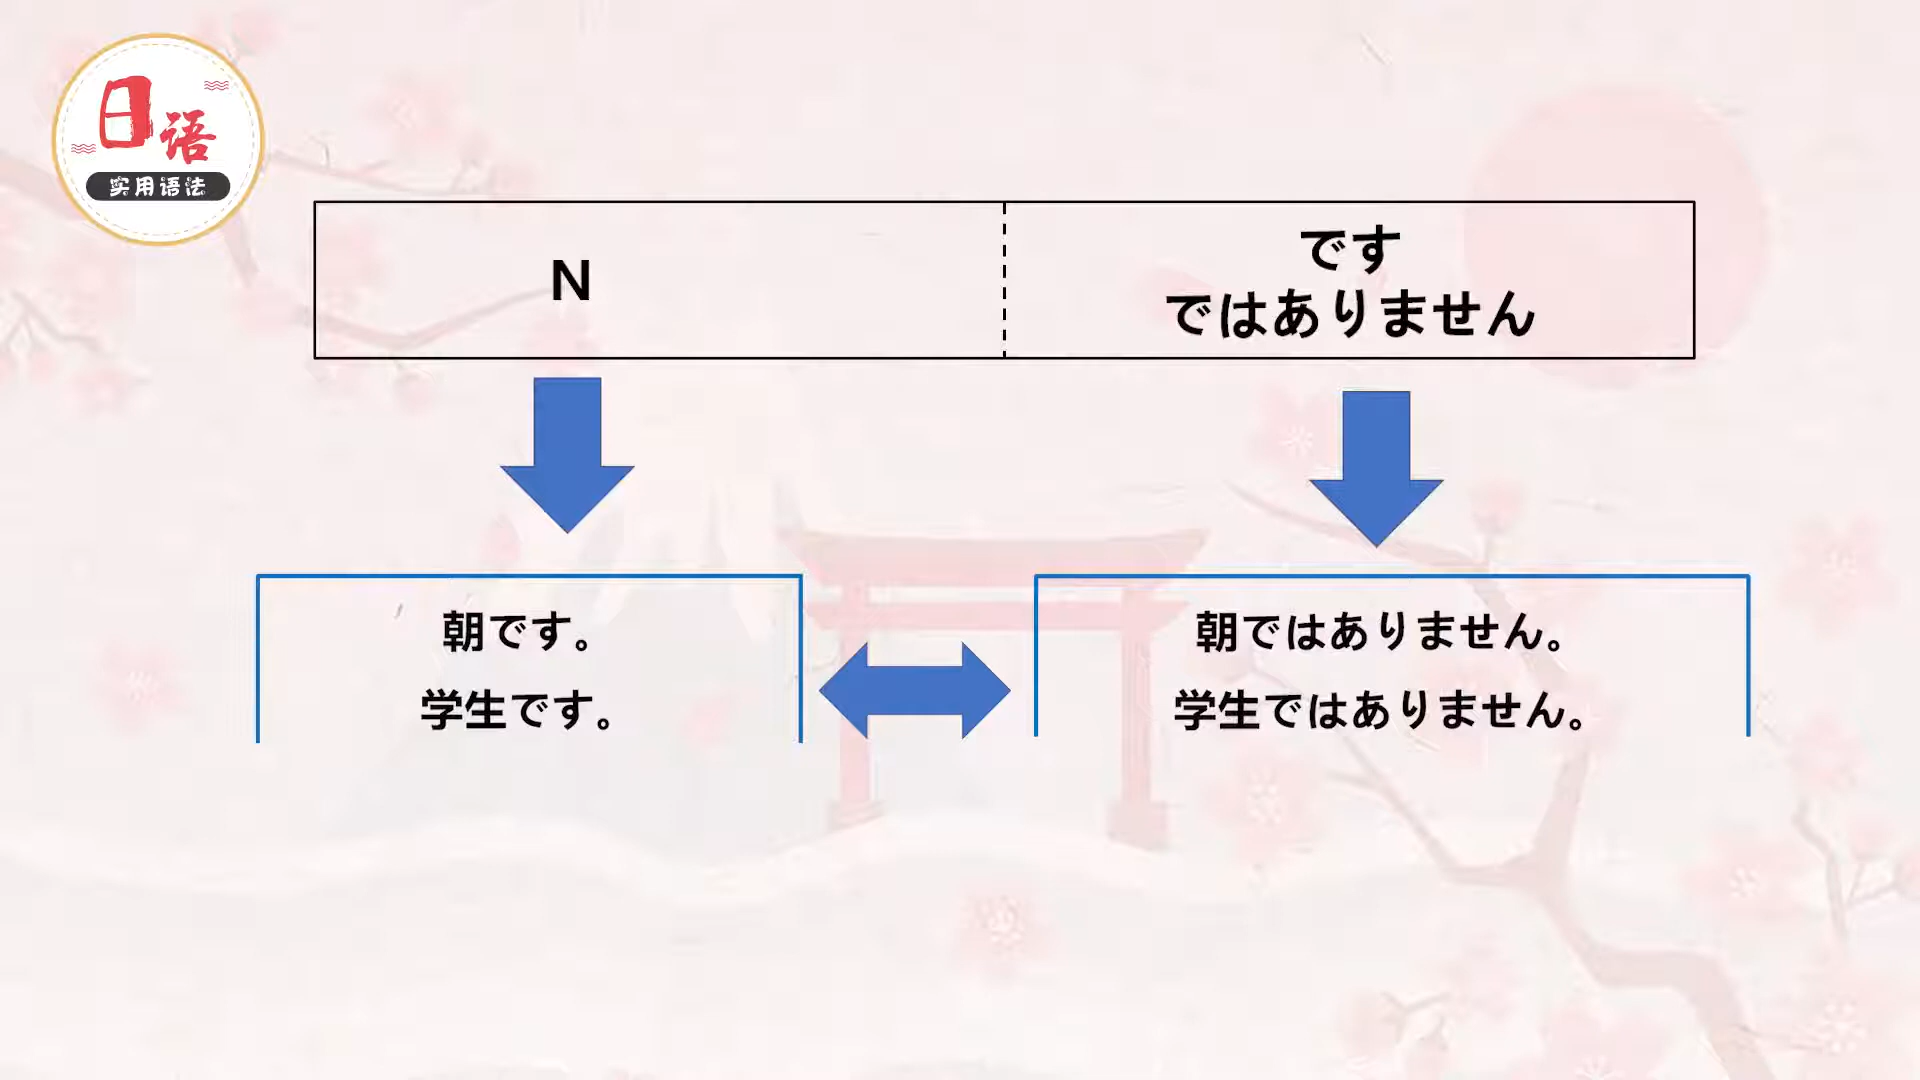 日语
实用语法
N
です
ではありません
朝です。
学生です。
朝ではありません。
学生ではありません。